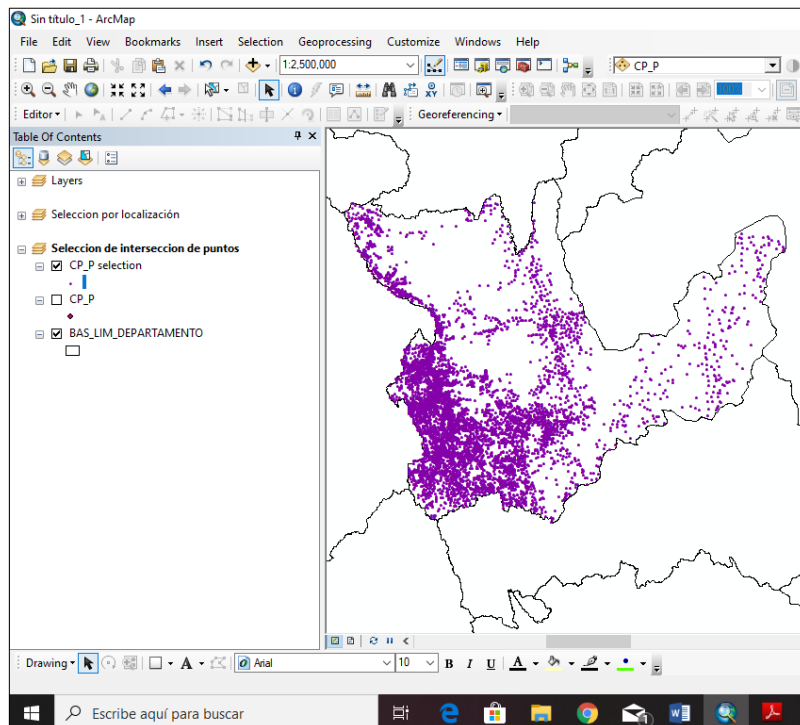 Sin título_1 - ArcMap
File Edit View Bookmarks Insert Selection Geoprocessing Customize Windows Help
1:2,500,000 CP_P
Editor Georeferencing
Table Of Contents
Layers
Seleccion por localización
Seleccion de interseccion de puntos
CP_P selection
CP_P
BAS_LIM_DEPARTAMENTO
Drawing A Arial 10 B I U A
Escribe aquí para buscar